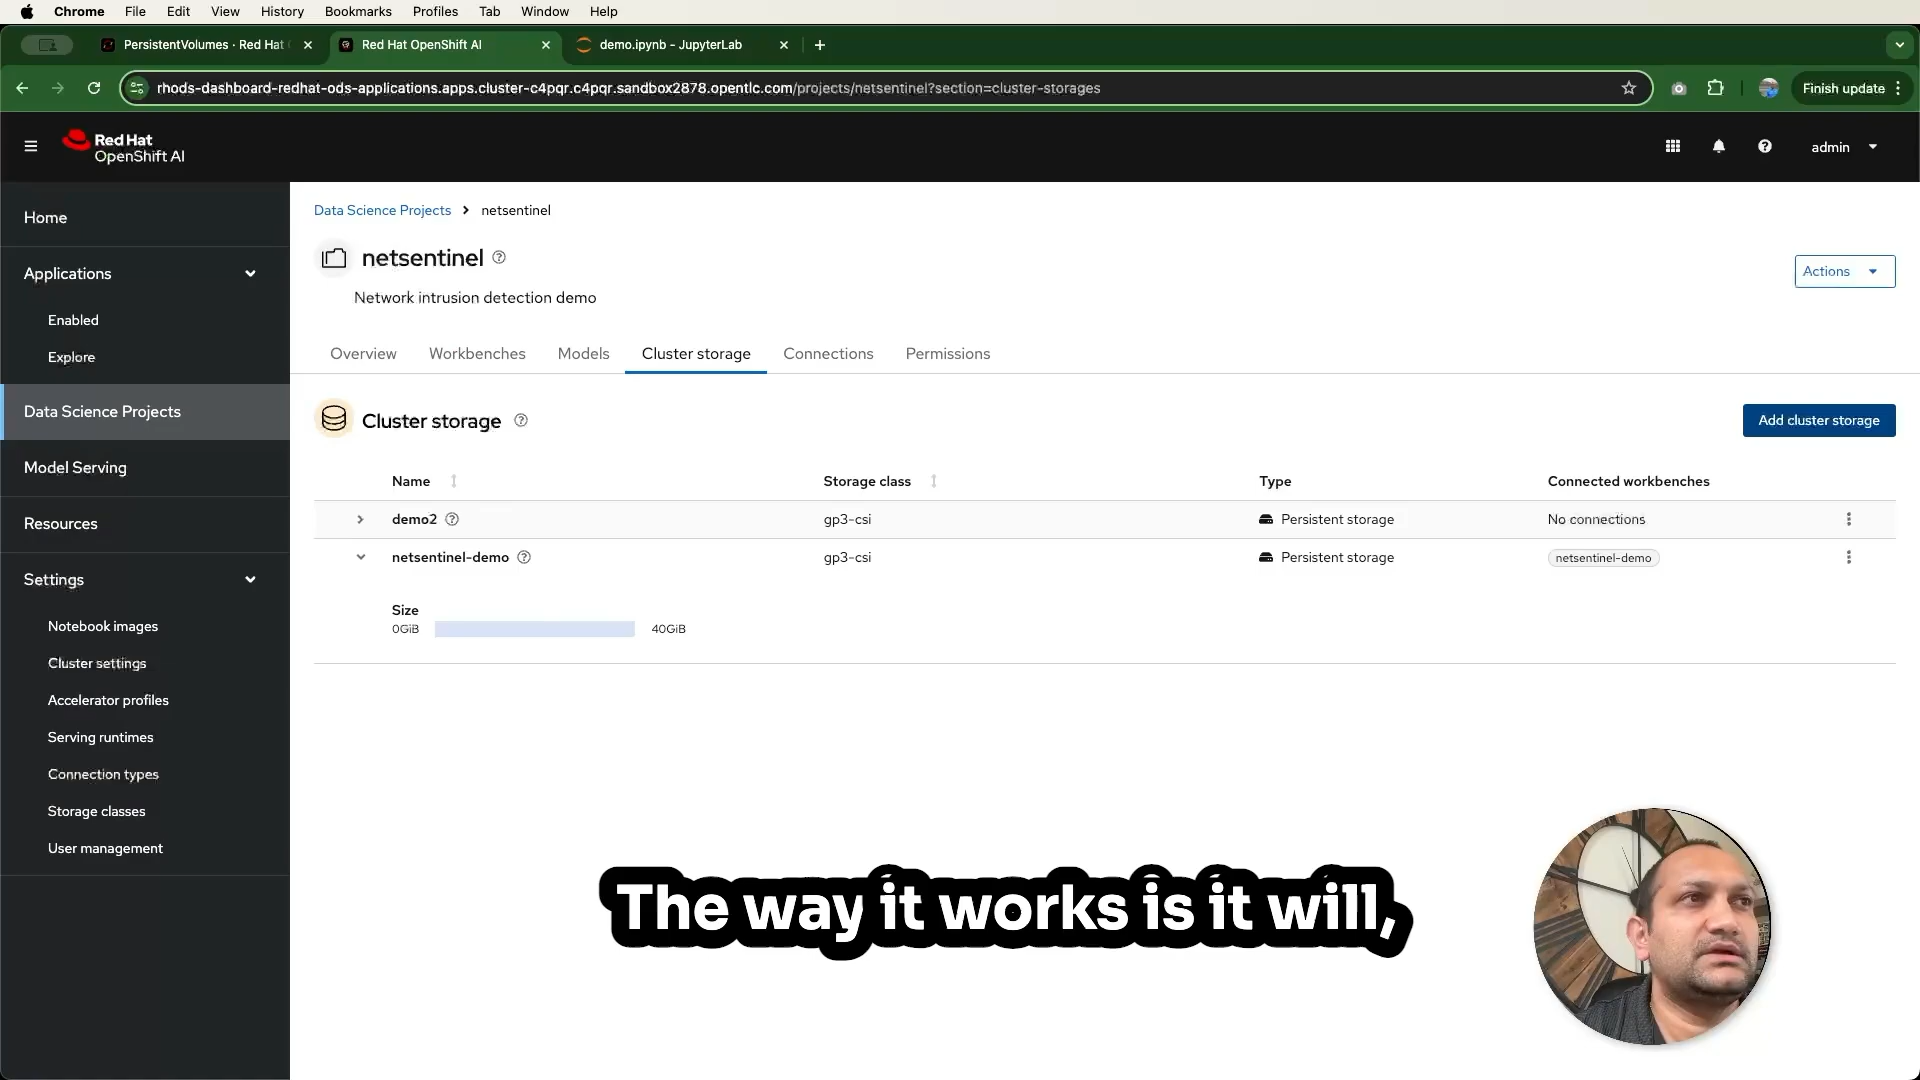 Chrome File Edit View History Bookmarks Profiles Tab Window Help
PersistentVolumes · Red Hat
Red Hat OpenShift AI
demo.ipynb - JupyterLab
rhods-dashboard-redhat-ods-applications.apps.cluster-c4pqr.c4pqr.sandbox2878.opentlc.com/projects/netsentinel?section=cluster-storages
Finish update
Red Hat
OpenShift AI
admin
Home
Applications
Enabled
Explore
Data Science Projects
Model Serving
Resources
Settings
Notebook images
Cluster settings
Accelerator profiles
Serving runtimes
Connection types
Storage classes
User management
Data Science Projects > netsentinel
netsentinel
Network intrusion detection demo
Actions
Overview Workbenches Models Cluster storage Connections Permissions
Cluster storage
Add cluster storage
Name Storage class Type Connected workbenches
demo2 gp3-csi Persistent storage No connections
netsentinel-demo gp3-csi Persistent storage netsentinel-demo
Size
0GiB 40GiB
The way it works is it will,